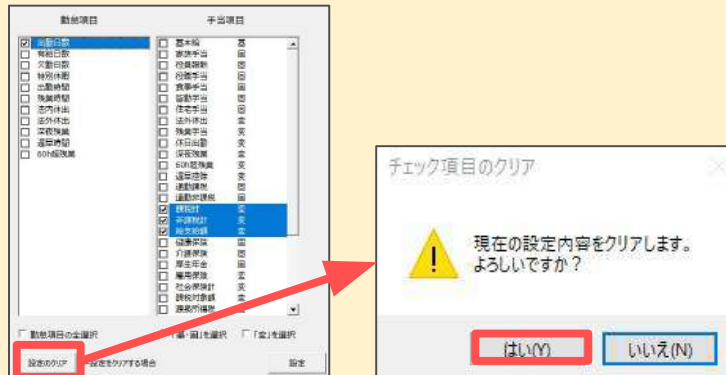 勤怠項目
手当項目
出勤日数
有給日数
欠勤日数
特別休暇
出勤時間
残業時間
法内休出
法外休出
深夜残業
遅早時間
60h超残業
基本給 基
家族手当 固
役員報酬 固
役職手当 固
食事手当 固
皆勤手当 固
住宅手当 固
法外休出 変
残業手当 変
休日出勤 変
深夜残業 変
60h超残業 変
遅早控除 変
通勤課税 固
通勤非課税 固
課税計 変
非課税計 変
総支給額 変
健康保険 固
介護保険 固
厚生年金 固
雇用保険 変
社会保険計 変
課税対象額 変
源泉所得税 変
勤怠項目の全選択
「基・固」を選択
「変」を選択
設定のクリア
設定をクリアする場合
設定
チェック項目のクリア
現在の設定内容をクリアします。
よろしいですか？
はい(Y)
いいえ(N)